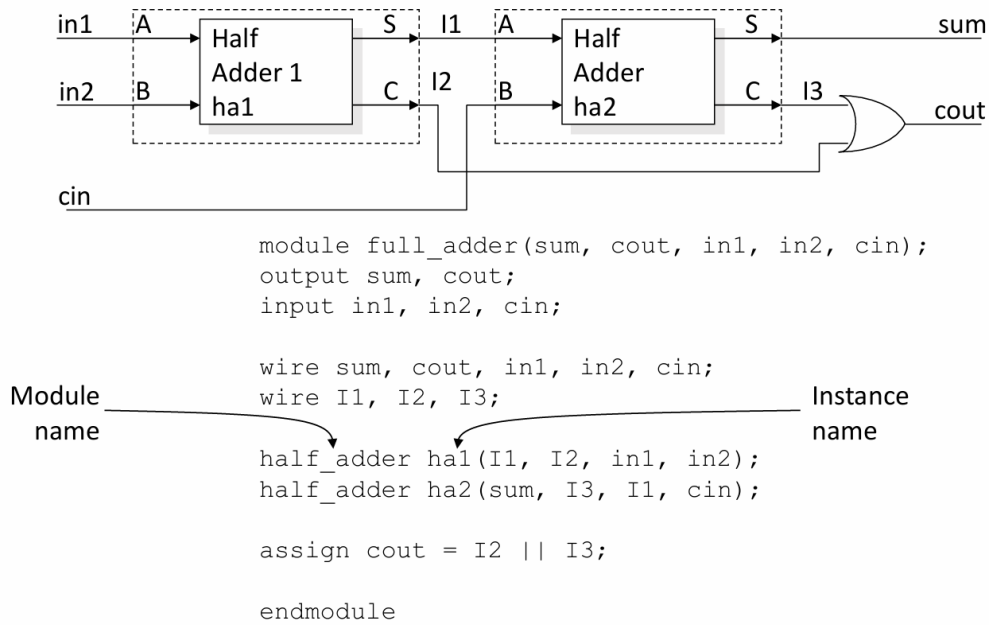 in1 A S I1 A S sum
Half
Adder 1
ha1
Half
Adder
ha2
in2 B C I2 B C I3 cout
cin
module full_adder(sum, cout, in1, in2, cin);
output sum, cout;
input in1, in2, cin;
wire sum, cout, in1, in2, cin;
wire I1, I2, I3;
Module
name
Instance
name
half_adder ha1(I1, I2, in1, in2);
half_adder ha2(sum, I3, I1, cin);
assign cout = I2 || I3;
endmodule